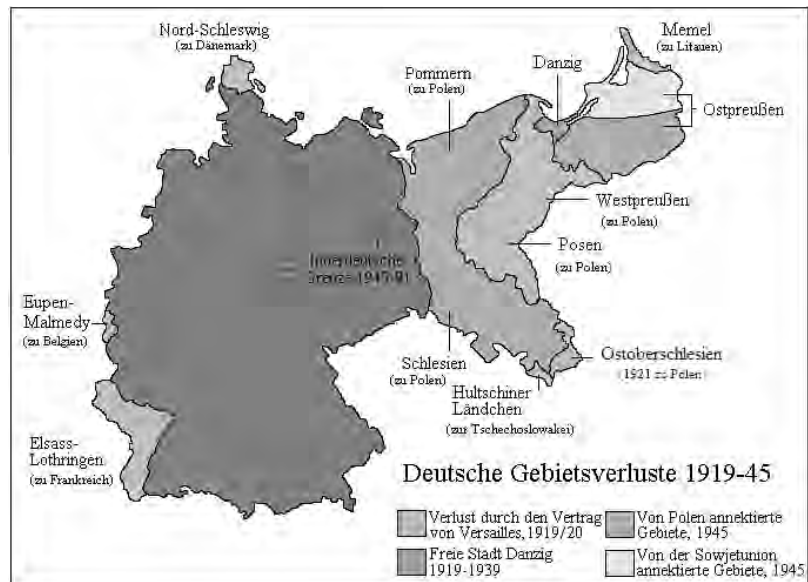 Nord-Schleswig
(zu Dänemark)
Memel
(zu Litauen)
Pommern
(zu Polen)
Danzig
Ostpreußen
Westpreußen
(zu Polen)
Posen
(zu Polen)
Innerdeutsche
Grenze
Eupen-
Malmedy
(zu Belgien)
Schlesien
(zu Polen)
Ostoberschlesien
(1921 zu Polen)
Hultschiner
Ländchen
(zur Tschechoslowakei)
Elsass-
Lothringen
(zu Frankreich)
Deutsche Gebietsverluste 1919-45
Verlust durch den Vertrag
von Versailles, 1919/20
Freie Stadt Danzig
1919-1939
Von Polen annektierte
Gebiete, 1945
Von der Sowjetunion
annektierte Gebiete, 1945